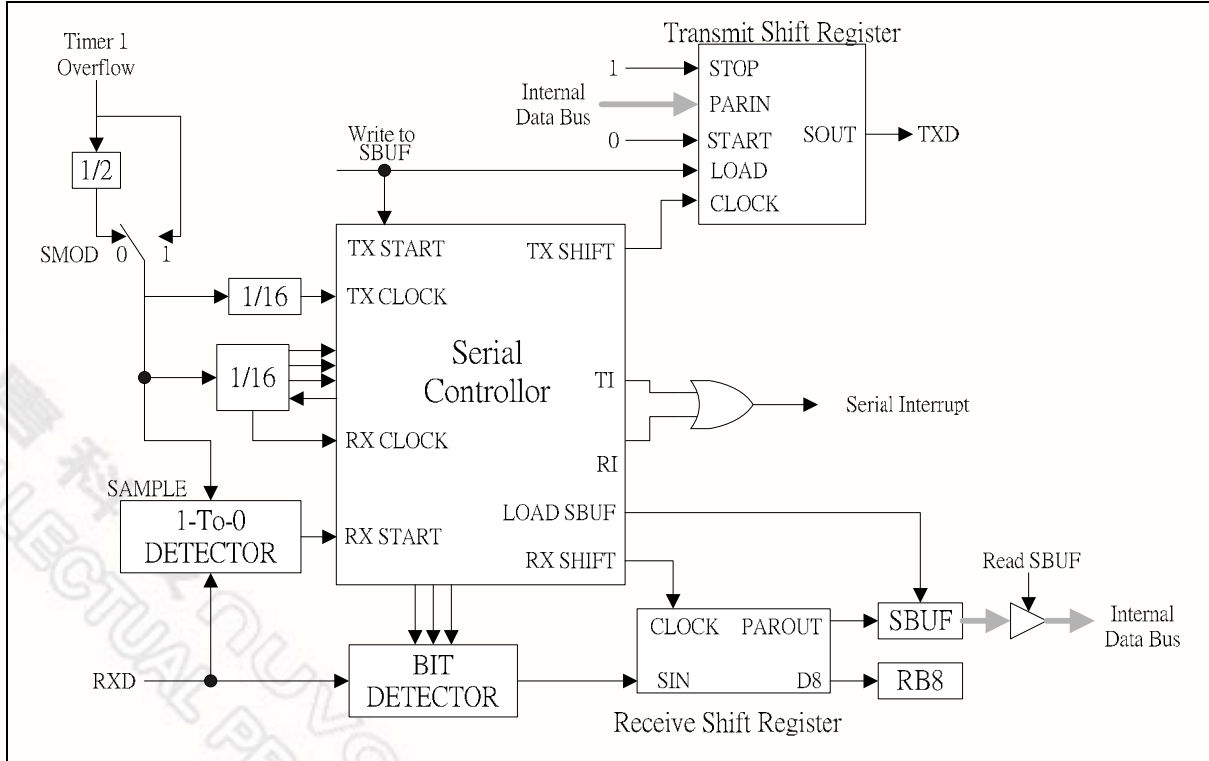 Timer 1
Overflow
1/2
SMOD 0 1
1/16
1/16
SAMPLE
1-To-0
DETECTOR
RXD
Write to
SBUF
TX START
TX SHIFT
TX CLOCK
Serial
Controllor
TI
RX CLOCK
RI
LOAD SBUF
RX START
RX SHIFT
BIT
DETECTOR
Transmit Shift Register
1
STOP
Internal
Data Bus
PARIN
0
START
SOUT
TXD
LOAD
CLOCK
Serial Interrupt
CLOCK PAROUT
SIN D8
Receive Shift Register
SBUF
RB8
Read SBUF
Internal
Data Bus